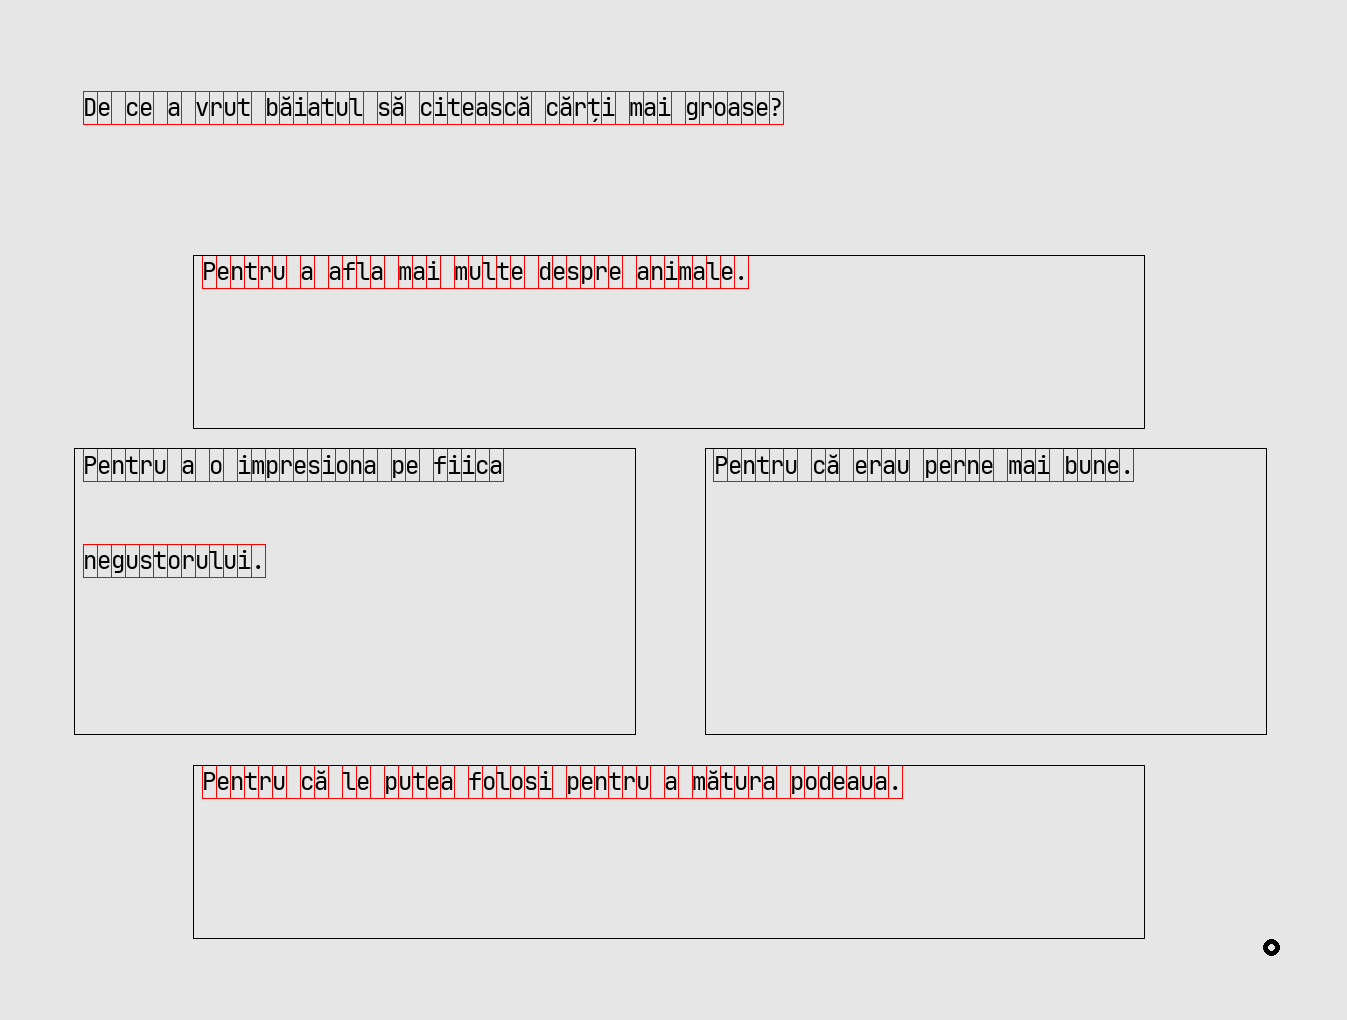 De ce a vrut băiatul să citească cărți mai groase?
Pentru a afla mai multe despre animale.
Pentru a o impresiona pe fiica
negustorului.
Pentru că erau perne mai bune.
Pentru că le putea folosi pentru a mătura podeaua.